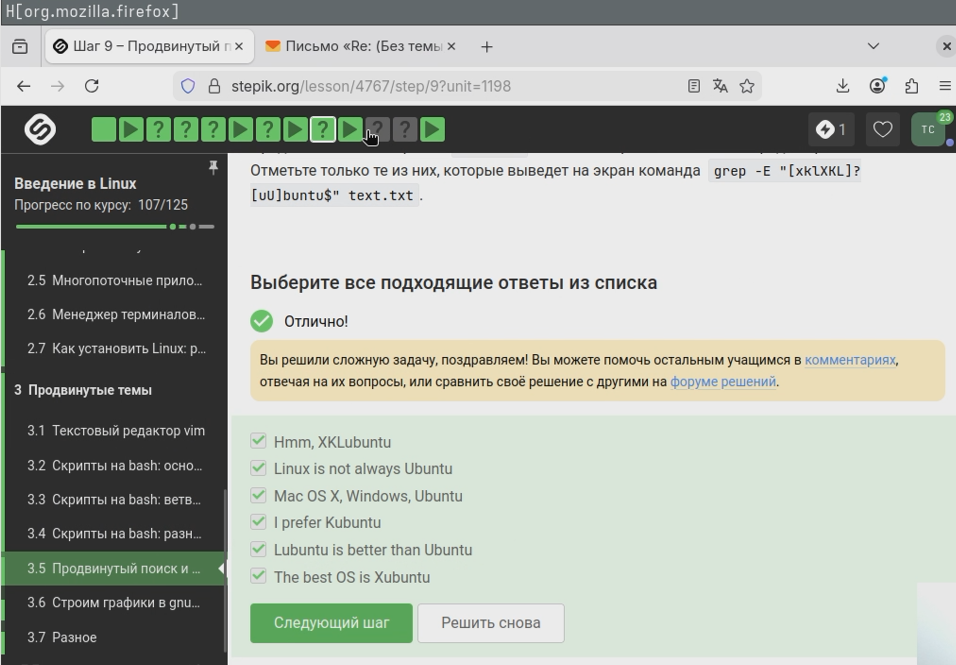 H[org.mozilla.firefox]
Шаг 9 – Продвинутый п
Письмо «Re: (Без темы
stepik.org/lesson/4767/step/9?unit=1198
1
TC
23
Введение в Linux
Прогресс по курсу: 107/125
2.5 Многопоточные прило...
2.6 Менеджер терминалов...
2.7 Как установить Linux: р...
3 Продвинутые темы
3.1 Текстовый редактор vim
3.2 Скрипты на bash: осно...
3.3 Скрипты на bash: ветв...
3.4 Скрипты на bash: разн...
3.5 Продвинутый поиск и ...
3.6 Строим графики в gnu...
3.7 Разное
Отметьте только те из них, которые выведет на экран команда grep -E "[xklXKL]?
[uU]buntu$" text.txt .
Выберите все подходящие ответы из списка
Отлично!
Вы решили сложную задачу, поздравляем! Вы можете помочь остальным учащимся в комментариях,
отвечая на их вопросы, или сравнить своё решение с другими на форуме решений.
Hmm, XKLubuntu
Linux is not always Ubuntu
Mac OS X, Windows, Ubuntu
I prefer Kubuntu
Lubuntu is better than Ubuntu
The best OS is Xubuntu
Следующий шаг
Решить снова